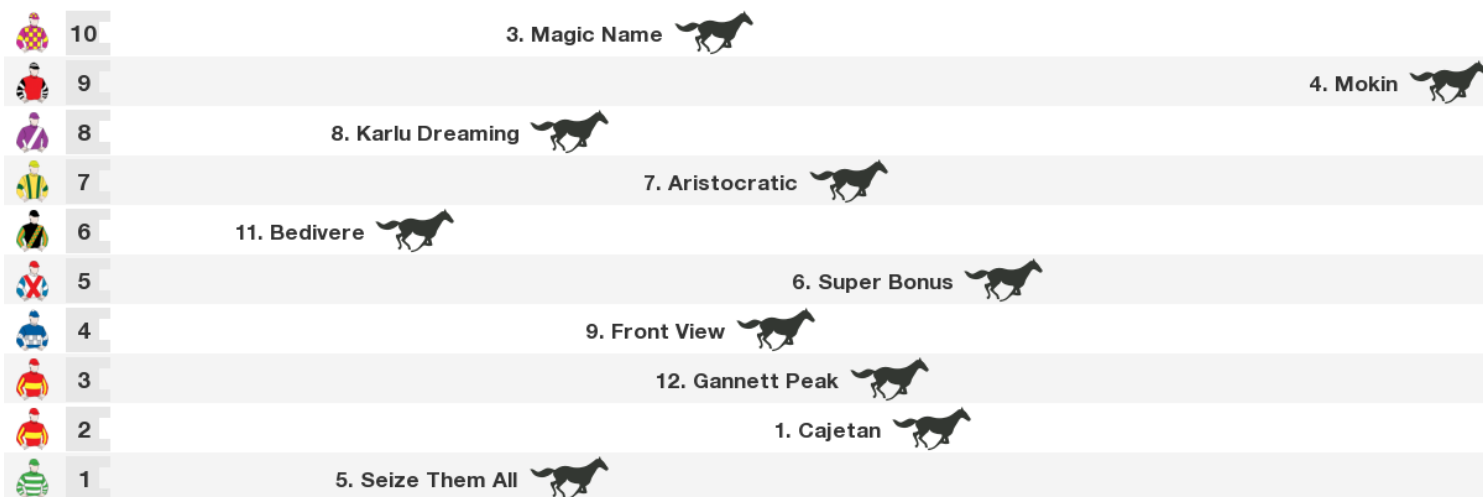 10 3. Magic Name
9 4. Mokin
8 8. Karlu Dreaming
7 7. Aristocratic
6 11. Bedivere
5 6. Super Bonus
4 9. Front View
3 12. Gannett Peak
2 1. Cajetan
1 5. Seize Them All